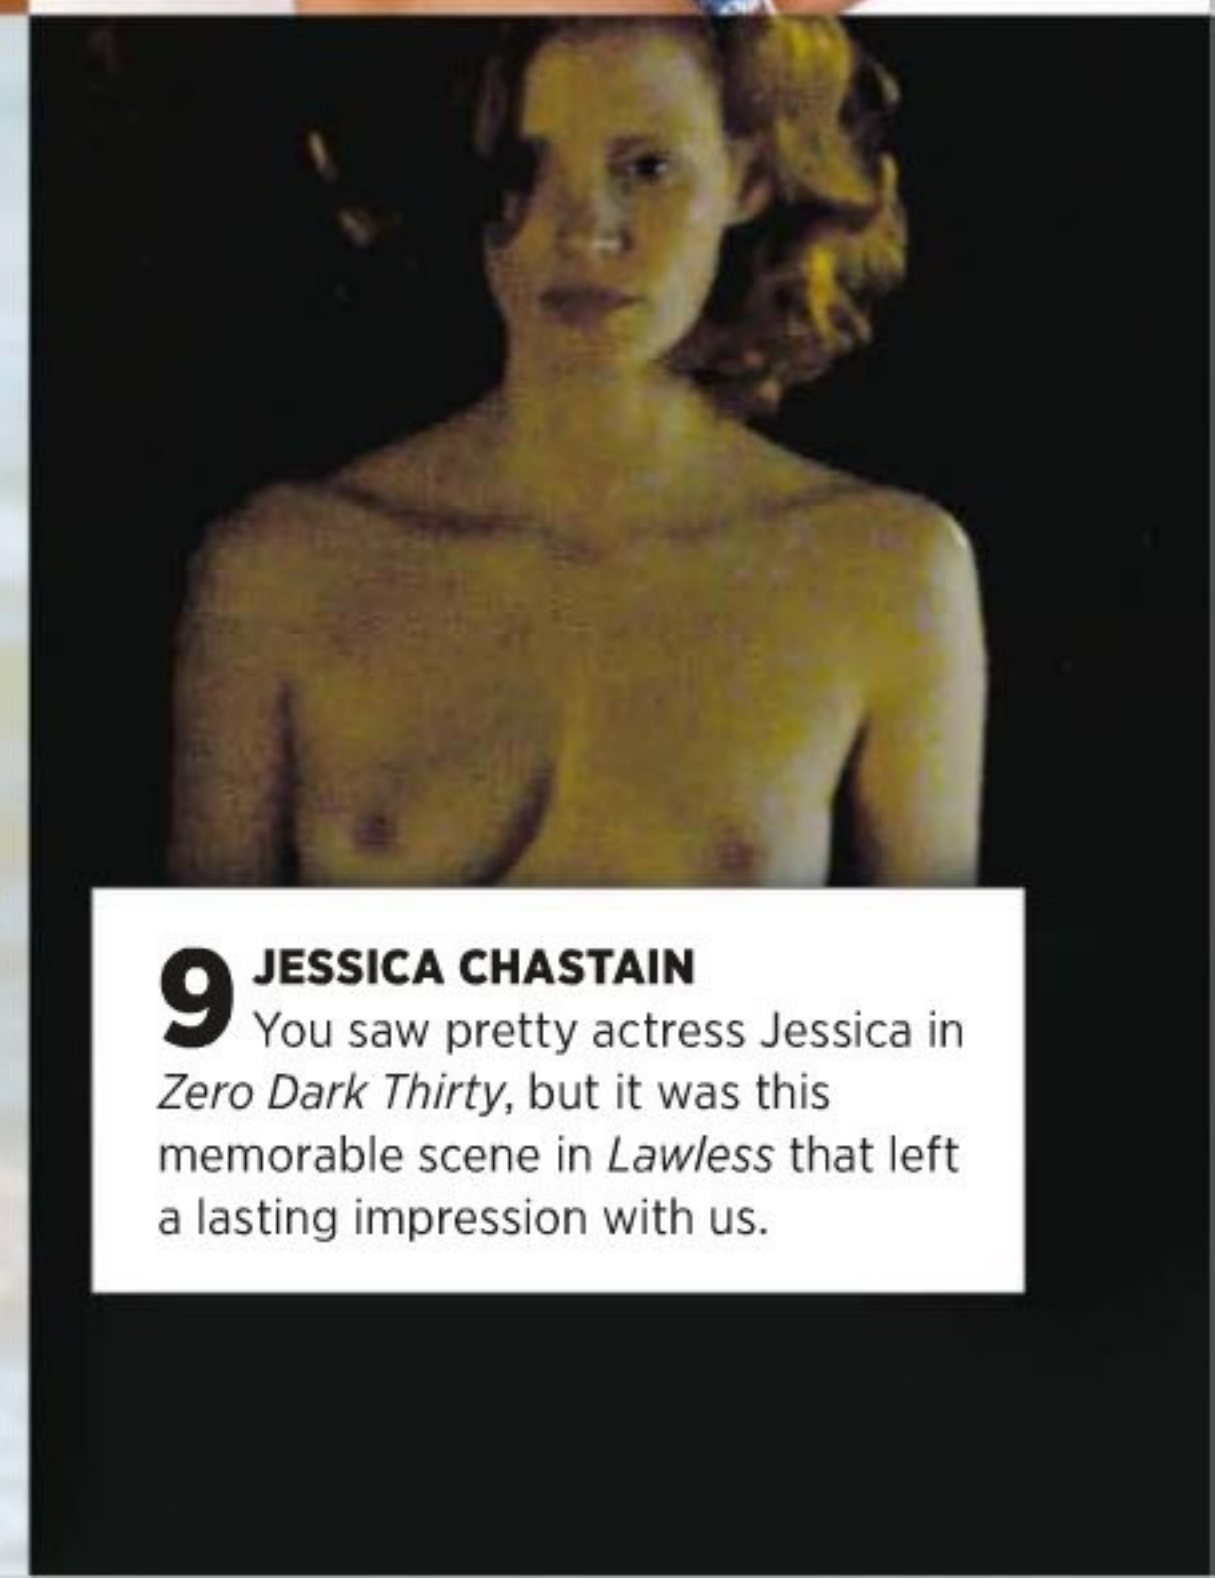 9 JESSICA CHASTAIN
You saw pretty actress Jessica in
Zero Dark Thirty, but it was this
memorable scene in Lawless that left
a lasting impression with us.